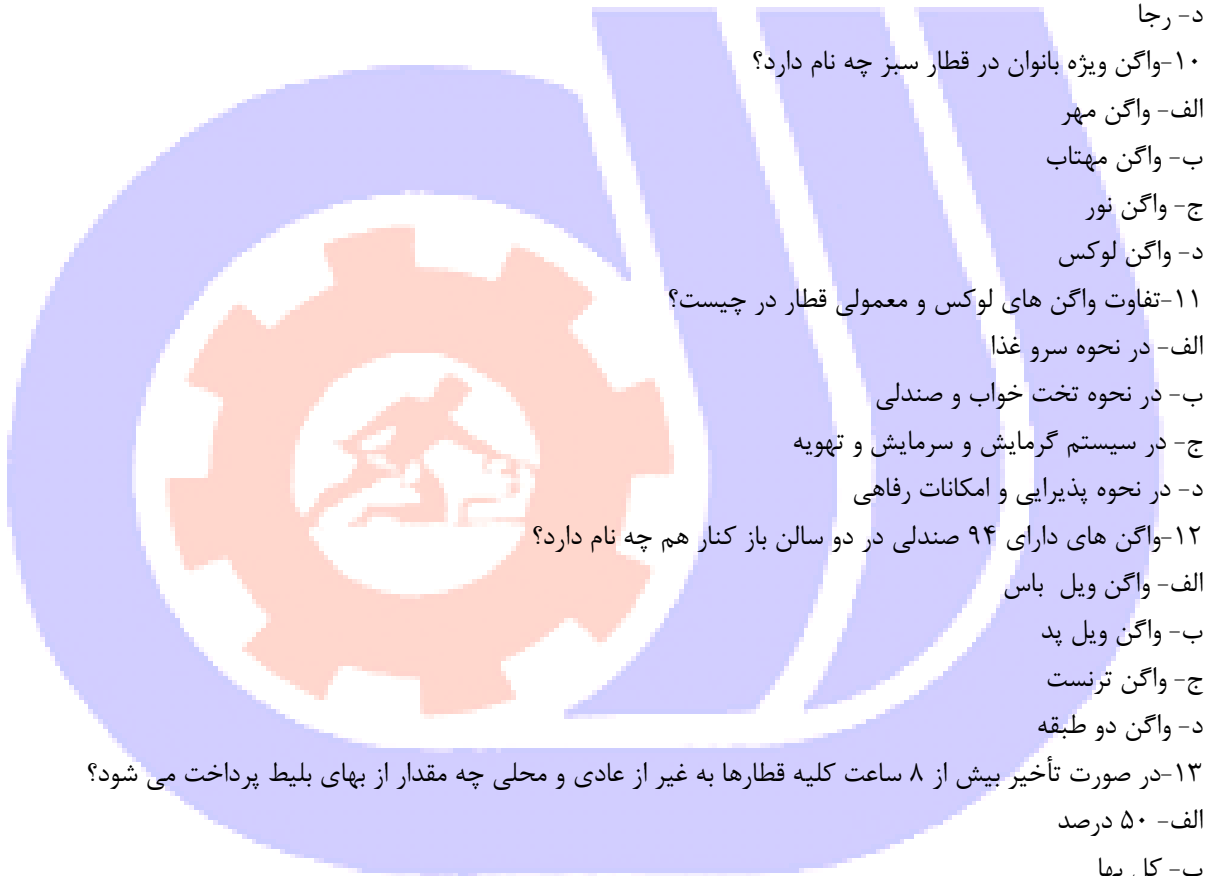 د- رجا
۱۰-واگن ویژه بانوان در قطار سبز چه نام دارد؟
الف- واگن مهر
ب- واگن مهتاب
ج- واگن نور
د- واگن لوکس
۱۱-تفاوت واگن های لوکس و معمولی قطار در چیست؟
الف- در نحوه سرو غذا
ب- در نحوه تخت خواب و صندلی
ج- در سیستم گرمایش و سرمایش و تهویه
د- در نحوه پذیرایی و امکانات رفاهی
۱۲-واگن های دارای ۹۴ صندلی در دو سالن باز کنار هم چه نام دارد؟
الف- واگن ویل باس
ب- واگن ویل پد
ج- واگن ترنست
د- واگن دو طبقه
۱۳-در صورت تأخیر بیش از ۸ ساعت کلیه قطارها به غیر از عادی و محلی چه مقدار از بهای بلیط پرداخت می شود؟
الف- ۵۰ درصد
ب- کل بها